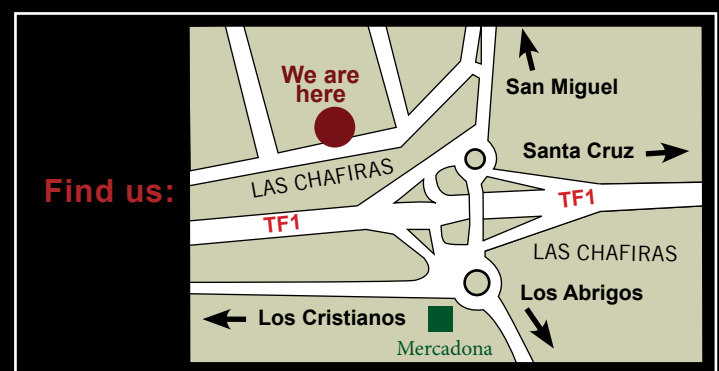 Find us:
We are
here
San Miguel
Santa Cruz
LAS CHAFIRAS
TF1
TF1
LAS CHAFIRAS
Los Abrigos
Los Cristianos
Mercadona